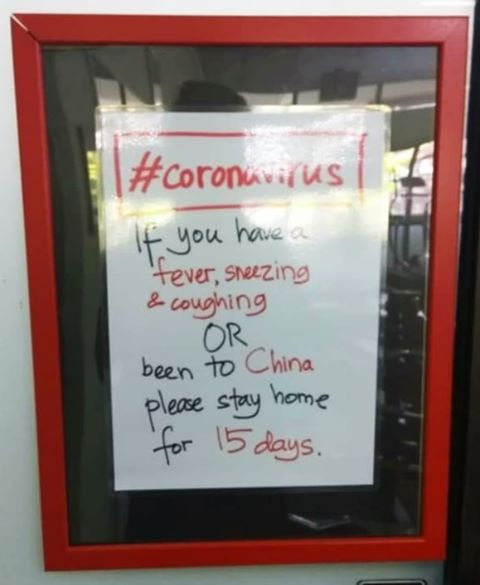 #coronavirus
If you have a
fever, sneezing
& coughing
OR
been to China
please stay home
for 15 days.